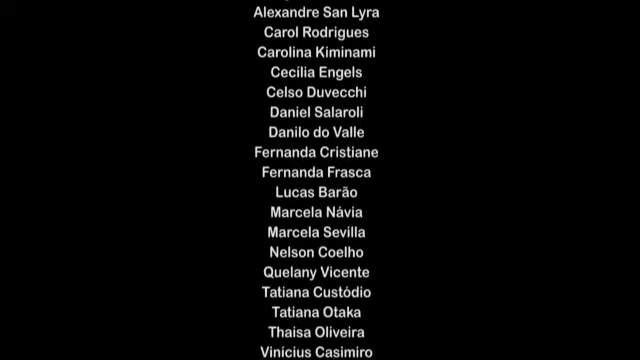 Alexandre San Lyra
Carol Rodrigues
Carolina Kiminami
Cecília Engels
Celso Duvecchi
Daniel Salaroli
Danilo do Valle
Fernanda Cristiane
Fernanda Frasca
Lucas Barão
Marcela Návia
Marcela Sevilla
Nelson Coelho
Quelany Vicente
Tatiana Custódio
Tatiana Otaka
Thaisa Oliveira
Vinícius Casimiro